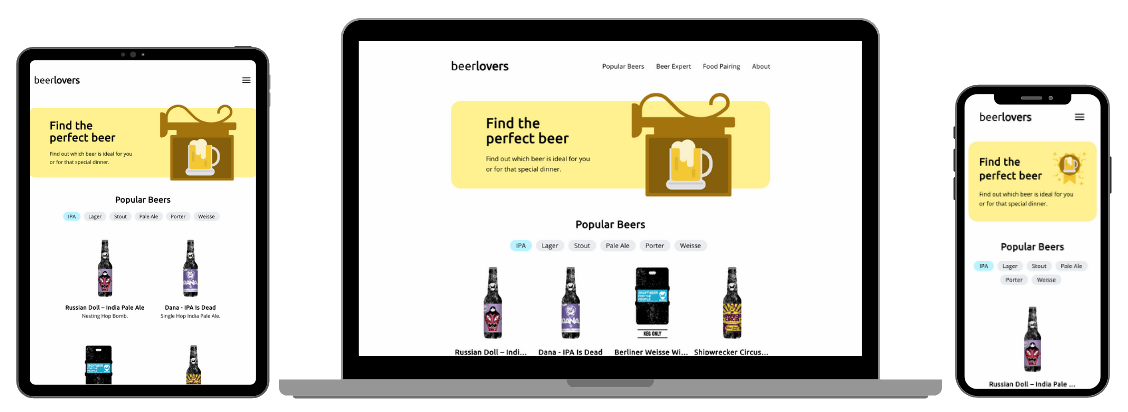 beerlovers
Find the
perfect beer
Find out which beer is ideal for you
or for that special dinner.
Popular Beers
IPA Lager Stout Pale Ale Porter Weisse
Russian Doll – India Pale Ale Dana - IPA Is Dead
Nesting Hop Bomb. Single Hop India Pale Ale.
beerlovers Popular Beers Beer Expert Food Pairing About
Find the
perfect beer
Find out which beer is ideal for you
or for that special dinner.
Popular Beers
IPA Lager Stout Pale Ale Porter Weisse
DANA
KEG ONLY
Russian Doll – Indi... Dana - IPA Is Dead Berliner Weisse Wi... Shipwrecker Circus...
beerlovers
Find the
perfect beer
Find out which beer is ideal for you
or for that special dinner.
Popular Beers
IPA Lager Stout Pale Ale
Porter Weisse
Russian Doll – India Pale ...